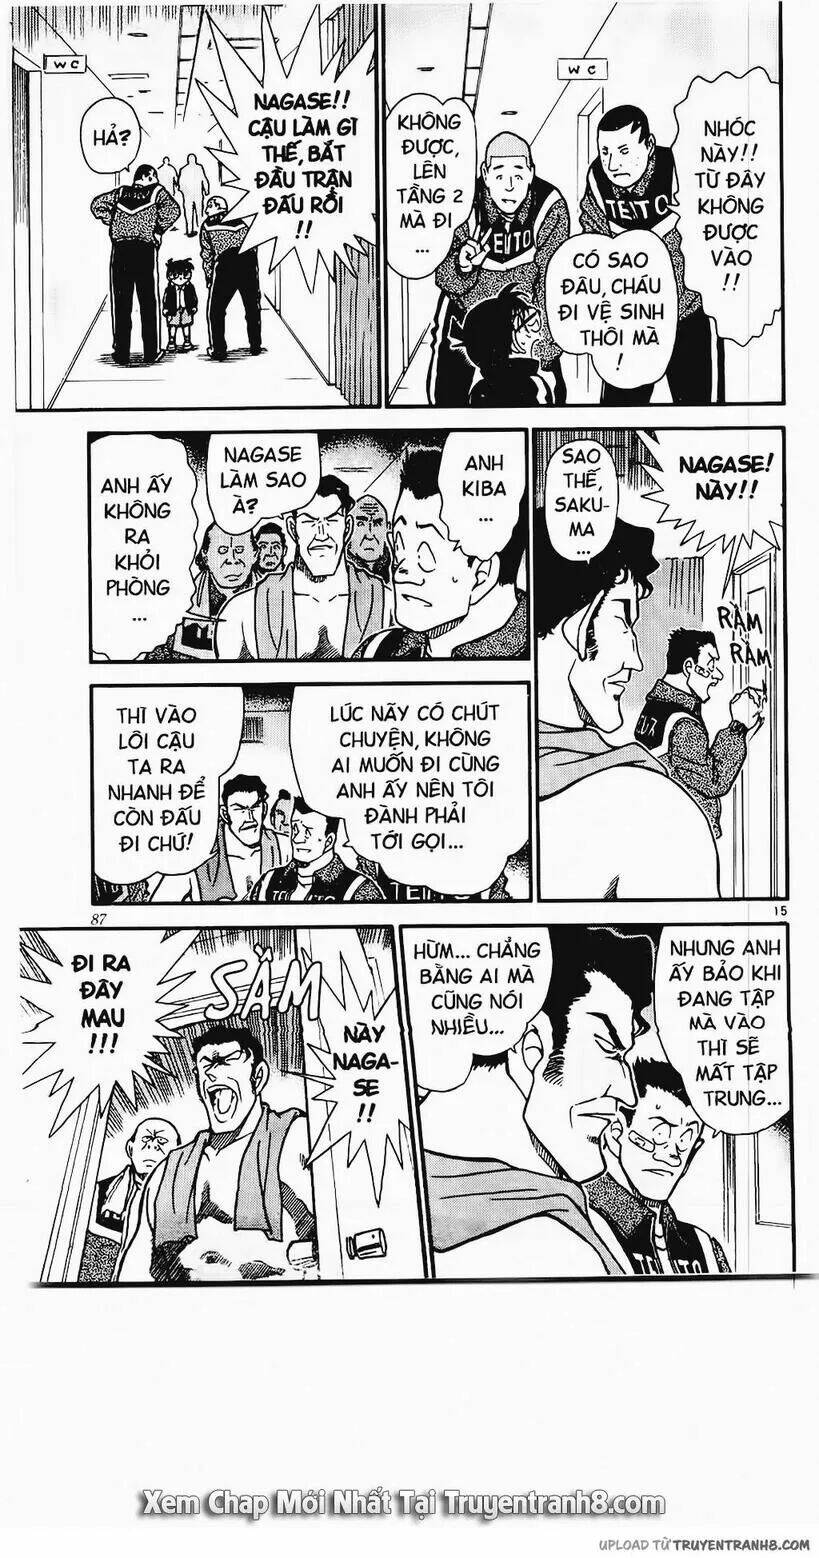 WC
NHÓC
NÀY!!
TỪ ĐÂY
KHÔNG
ĐƯỢC
VÀO
!!
KHÔNG
ĐƯỢC,
LÊN
TẦNG 2
MÀ ĐI
...
CÓ SAO
ĐÂU, CHÁU
ĐI VỆ SINH
THÔI MÀ
!
TEITO
TEITO
WC
NAGASE!!
CẬU LÀM GÌ
THẾ, BẮT
ĐẦU TRẬN
ĐẤU RỒI
!!
HẢ?
NAGASE!
NÀY!!
SAO
THẾ,
SAKU-
MA
...
RẦM
RẦM
ANH
KIBA
...
NAGASE
LÀM SAO
À?
ANH ẤY
KHÔNG
RA
KHỎI
PHÒNG
...
LÚC NÃY CÓ CHÚT
CHUYỆN, KHÔNG
AI MUỐN ĐI CÙNG
ANH ẤY NÊN TÔI
ĐÀNH PHẢI
TỚI GỌI...
THÌ VÀO
LÔI CẬU
TA RA
NHANH ĐỂ
CÒN ĐẤU
ĐI CHỨ!
15
87
NHƯNG ANH
ẤY BẢO KHI
ĐANG TẬP
MÀ VÀO
THÌ SẼ
MẤT TẬP
TRUNG...
HỪM... CHẲNG
BẰNG AI MÀ
CŨNG NÓI
NHIỀU...
TEITO
SẦM
NÀY
NAGA-
SE
!!
ĐI RA
ĐÂY
MAU
!!!
Xem Chap Mới Nhất Tại Truyentranh8.com
UPLOAD TỪ TRUYENTRANH8.COM